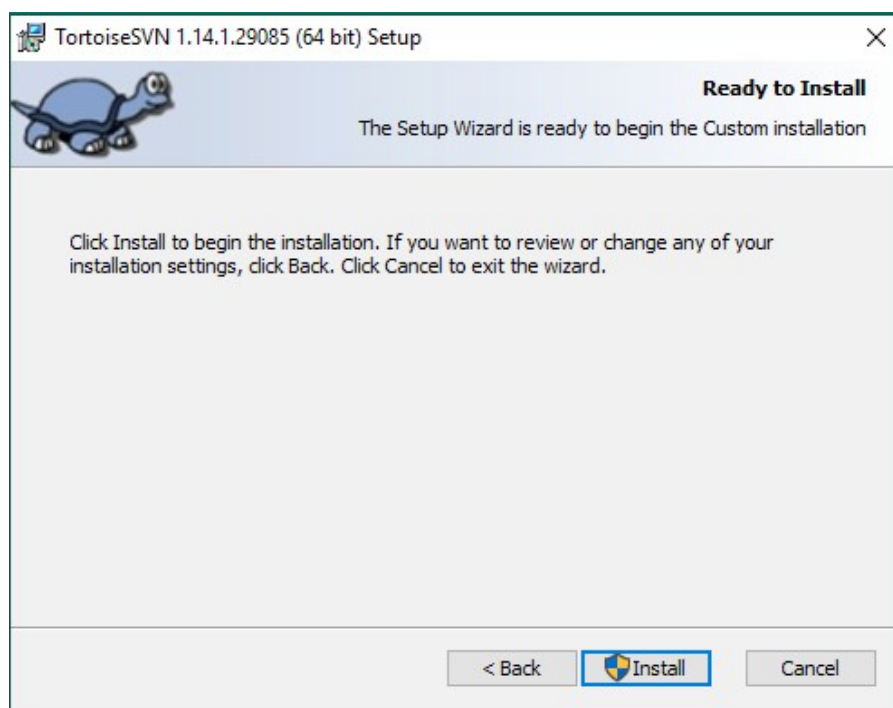 TortoiseSVN 1.14.1.29085 (64 bit) Setup
Ready to Install
The Setup Wizard is ready to begin the Custom installation
Click Install to begin the installation. If you want to review or change any of your
installation settings, click Back. Click Cancel to exit the wizard.
< Back
Install
Cancel